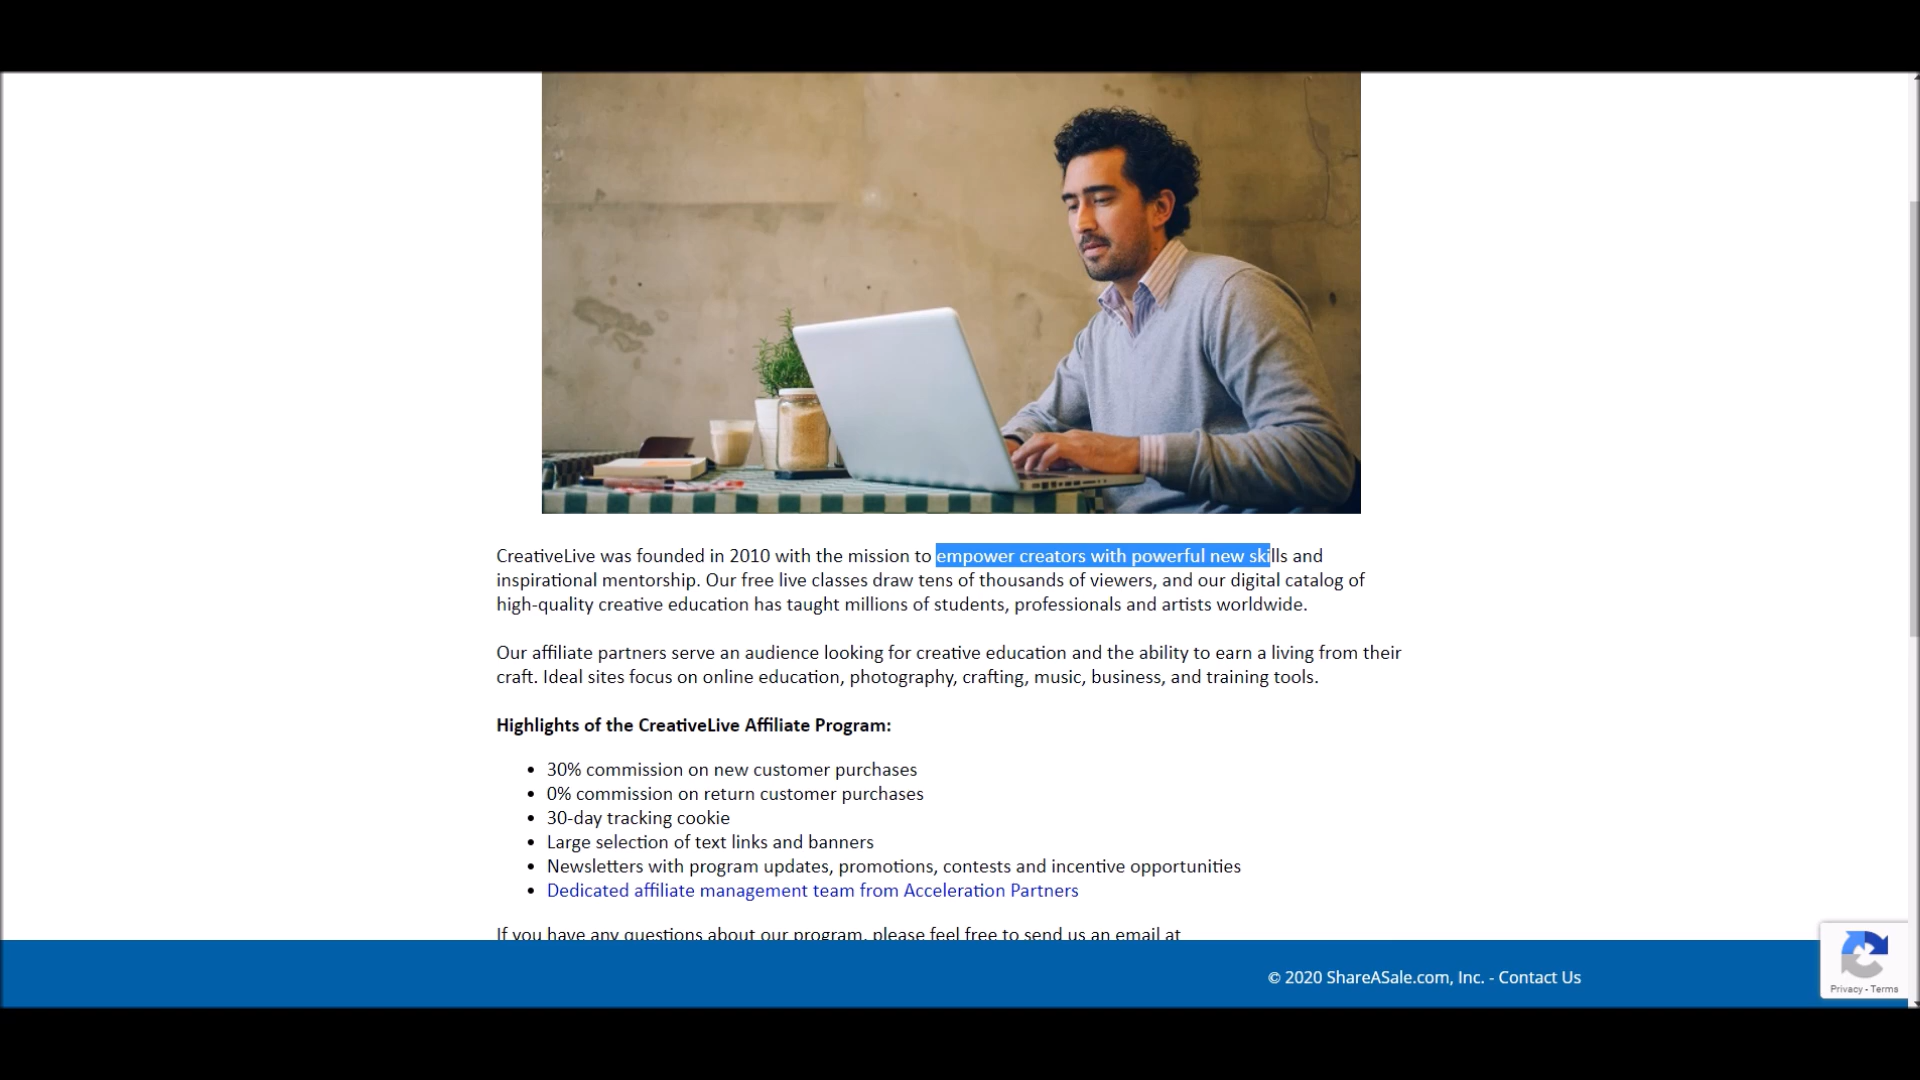 CreativeLive was founded in 2010 with the mission to empower creators with powerful new skills and
inspirational mentorship. Our free live classes draw tens of thousands of viewers, and our digital catalog of
high-quality creative education has taught millions of students, professionals and artists worldwide.
Our affiliate partners serve an audience looking for creative education and the ability to earn a living from their
craft. Ideal sites focus on online education, photography, crafting, music, business, and training tools.
Highlights of the CreativeLive Affiliate Program:
• 30% commission on new customer purchases
• 0% commission on return customer purchases
• 30-day tracking cookie
• Large selection of text links and banners
• Newsletters with program updates, promotions, contests and incentive opportunities
• Dedicated affiliate management team from Acceleration Partners
If you have any questions about our program, please feel free to send us an email at
© 2020 ShareASale.com, Inc. - Contact Us
Privacy - Terms